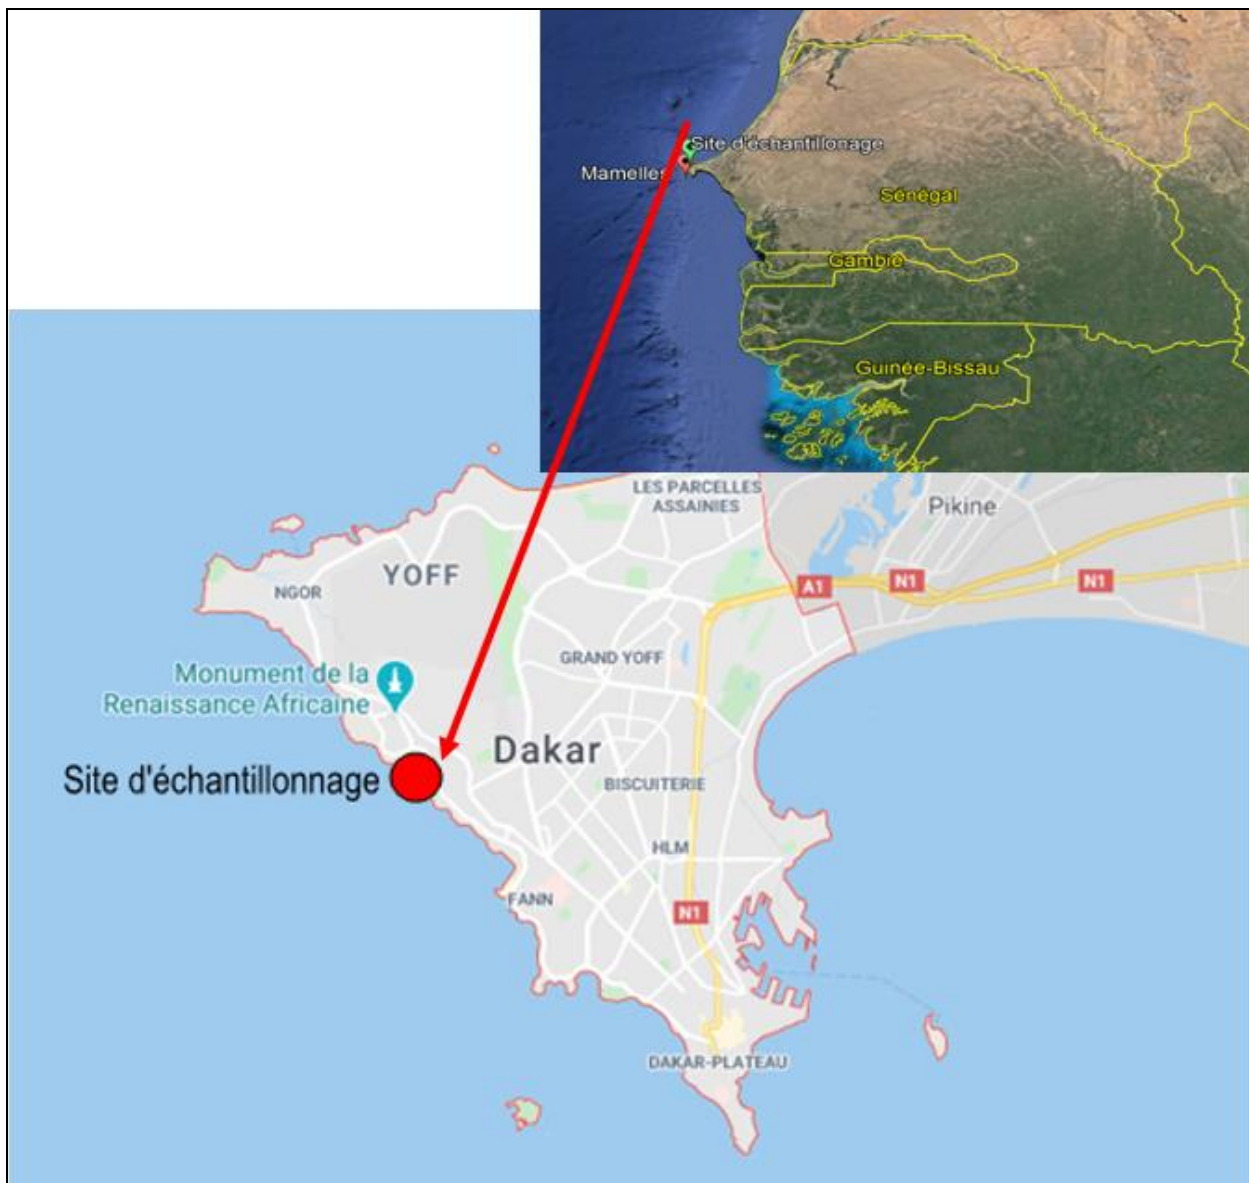 Site d'échantillonage
Mamelles
Sénégal
Gambie
Guinée-Bissau
LES PARCELLES
ASSAINIES
Pikine
YOFF
NGOR
A1
N1
N1
GRAND YOFF
Monument de la
Renaissance Africaine
Dakar
Site d'échantillonnage
BISCUITERIE
HLM
FANN
N1
DAKAR-PLATEAU